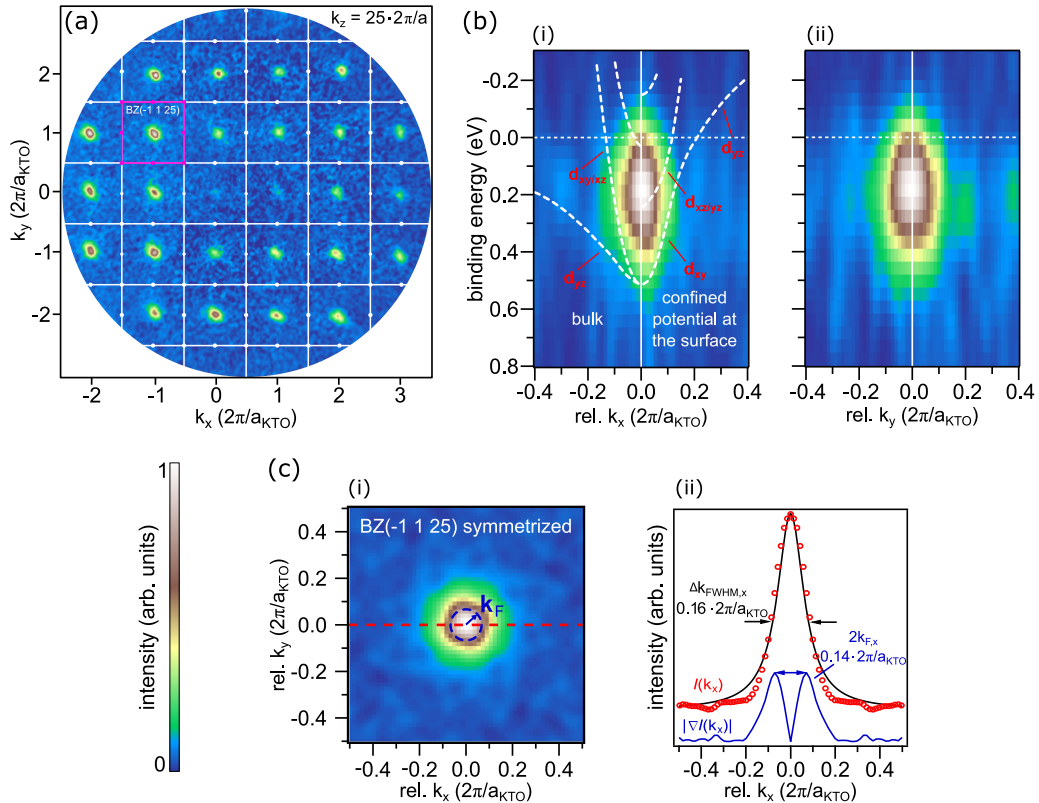 (a)
k_z = 25·2π/a
BZ(-1 1 25)
k_y (2π/a_KTO)
2
1
0
-1
-2
-2 -1 0 1 2 3
k_x (2π/a_KTO)
(b)
(i)
binding energy (eV)
-0.2
0.0
0.2
0.4
0.6
0.8
d_xy/xz
d_yz
d_yz
d_xz/yz
d_xy
bulk
confined
potential at
the surface
-0.4 -0.2 0.0 0.2 0.4
rel. k_x (2π/a_KTO)
(ii)
-0.4 -0.2 0.0 0.2 0.4
rel. k_y (2π/a_KTO)
intensity (arb. units)
1
0
(c)
(i)
BZ(-1 1 25) symmetrized
k_F
rel. k_y (2π/a_KTO)
0.4
0.2
0.0
-0.2
-0.4
-0.4 -0.2 0.0 0.2 0.4
rel. k_x (2π/a_KTO)
(ii)
intensity (arb. units)
Δk_FWHM,x
0.16·2π/a_KTO
2k_F,x
0.14·2π/a_KTO
I(k_x)
|∇I(k_x)|
-0.4 -0.2 0.0 0.2 0.4
rel. k_x (2π/a_KTO)